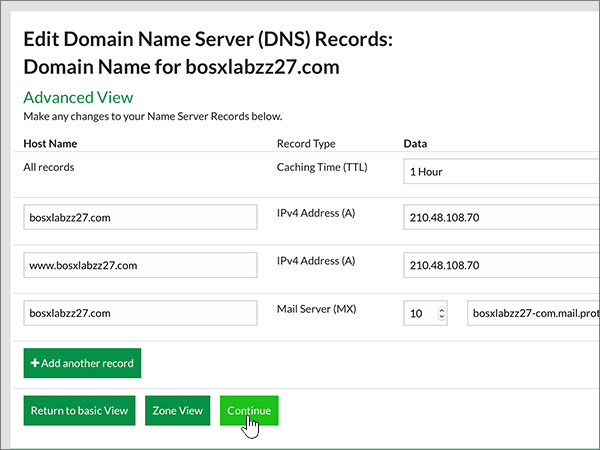 Edit Domain Name Server (DNS) Records:
Domain Name for bosxlabzz27.com
Advanced View
Make any changes to your Name Server Records below.
Host Name Record Type Data
All records Caching Time (TTL) 1 Hour
bosxlabzz27.com IPv4 Address (A) 210.48.108.70
www.bosxlabzz27.com IPv4 Address (A) 210.48.108.70
bosxlabzz27.com Mail Server (MX) 10 bosxlabzz27-com.mail.prot
+ Add another record
Return to basic View Zone View Continue